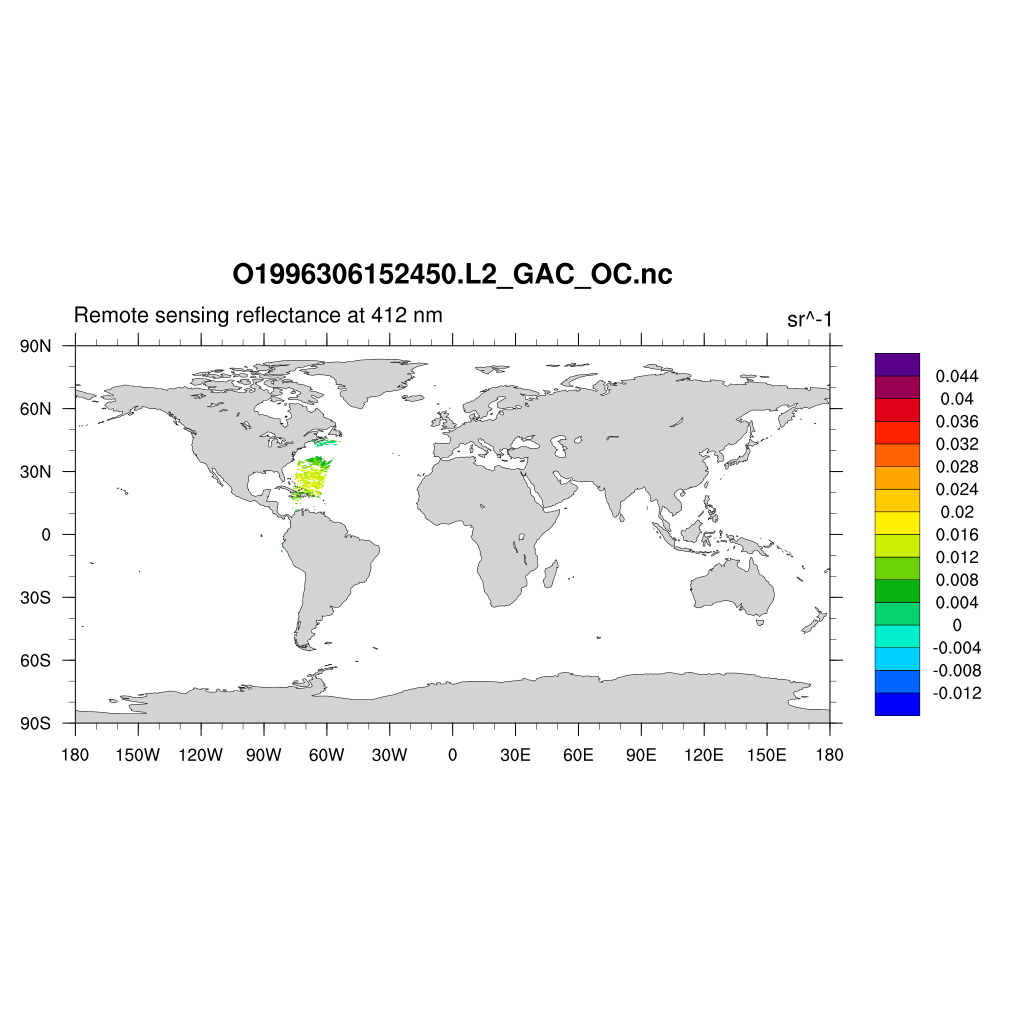 O1996306152450.L2_GAC_OC.nc
Remote sensing reflectance at 412 nm
sr^-1
90N
60N
30N
0
30S
60S
90S
180 150W 120W 90W 60W 30W 0 30E 60E 90E 120E 150E 180
0.044
0.04
0.036
0.032
0.028
0.024
0.02
0.016
0.012
0.008
0.004
0
-0.004
-0.008
-0.012